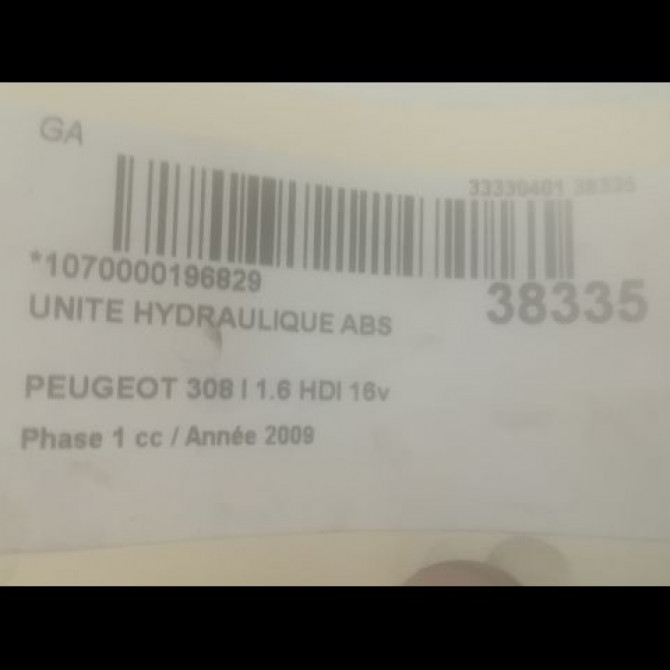 GA
33330401 38335
*1070000196829
38335
UNITE HYDRAULIQUE ABS
PEUGEOT 308 I 1.6 HDI 16v
Phase 1 cc / Année 2009